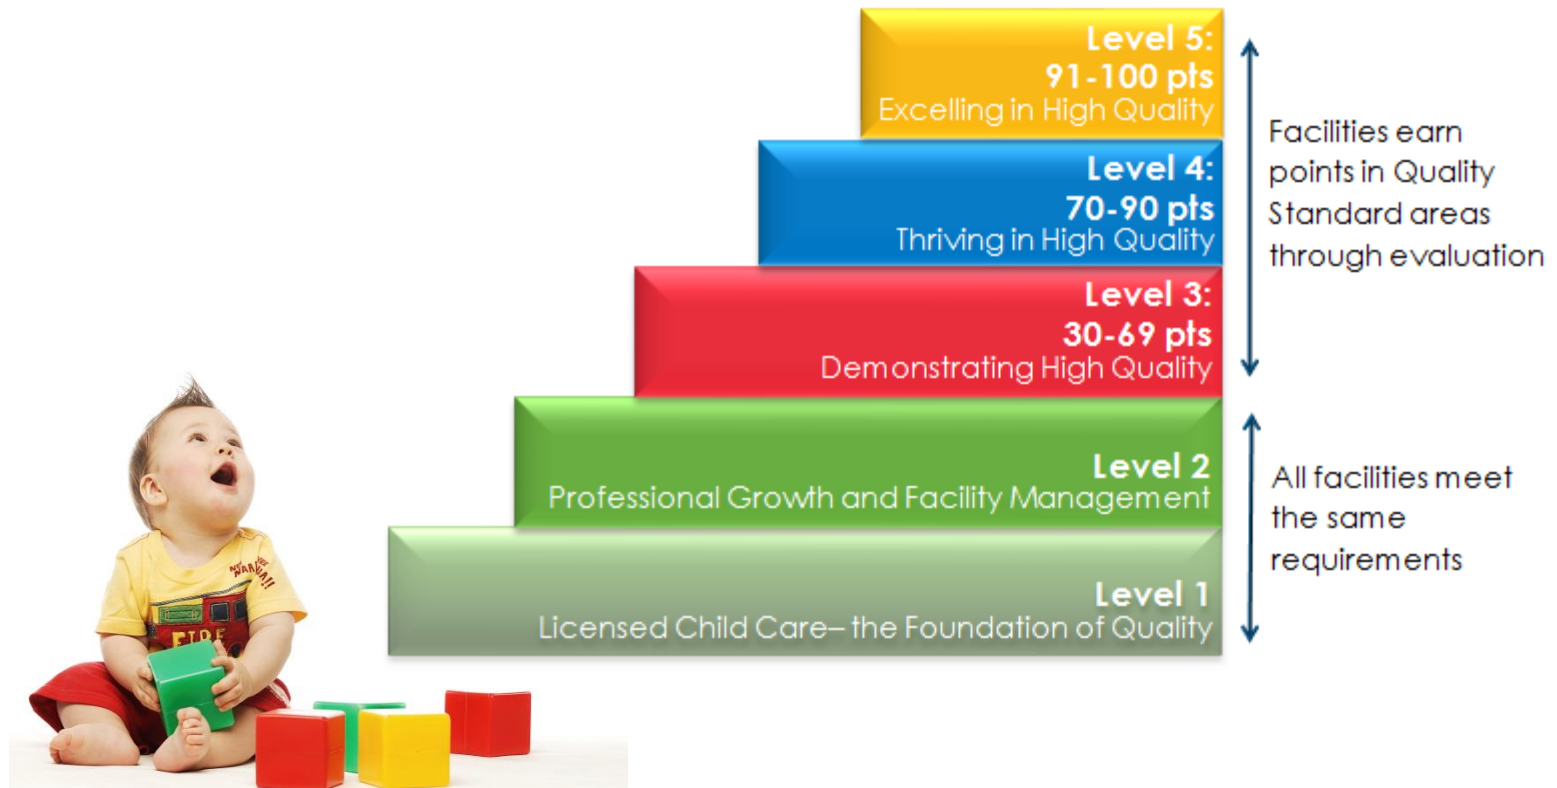 Level 5:
91-100 pts
Excelling in High Quality
Level 4:
70-90 pts
Thriving in High Quality
Level 3:
30-69 pts
Demonstrating High Quality
Level 2
Professional Growth and Facility Management
Level 1
Licensed Child Care– the Foundation of Quality
Facilities earn
points in Quality
Standard areas
through evaluation
All facilities meet
the same
requirements
FIRE